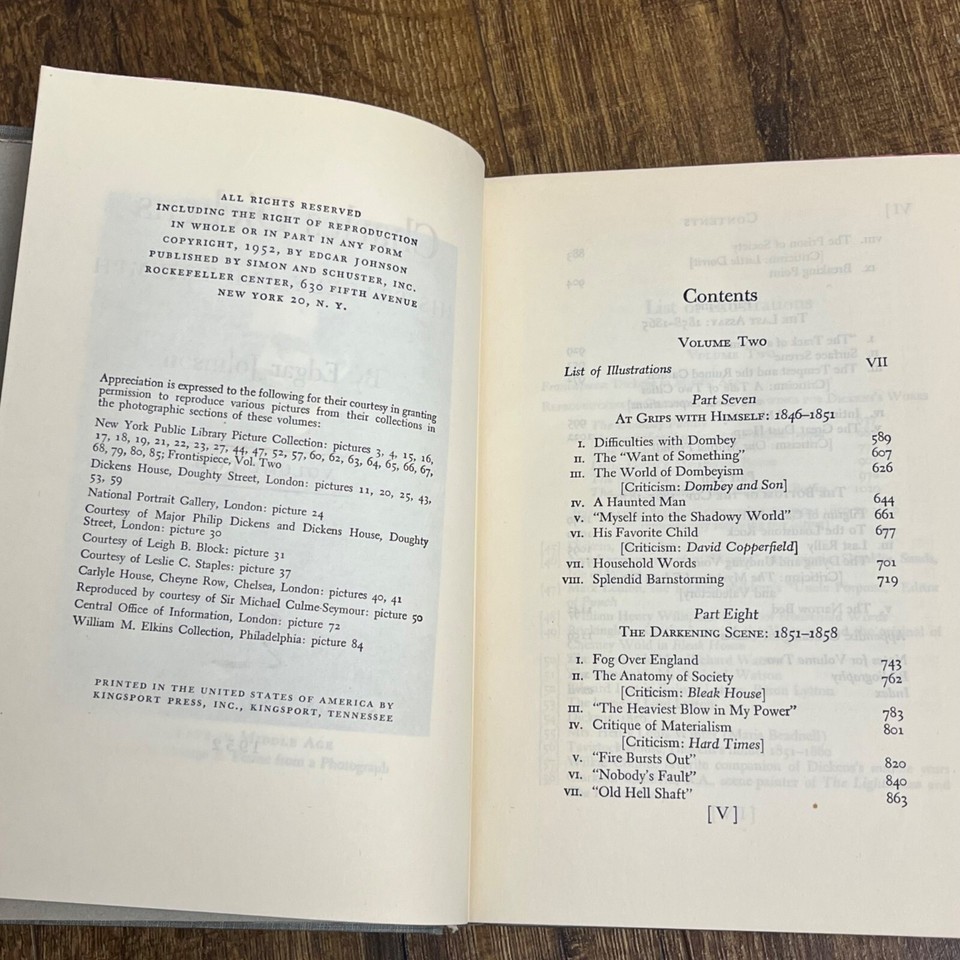 ALL RIGHTS RESERVED
INCLUDING THE RIGHT OF REPRODUCTION
IN WHOLE OR IN PART IN ANY FORM
COPYRIGHT, 1952, BY EDGAR JOHNSON
PUBLISHED BY SIMON AND SCHUSTER, INC.
ROCKEFELLER CENTER, 630 FIFTH AVENUE
NEW YORK 20, N. Y.
Appreciation is expressed to the following for their courtesy in granting
permission to reproduce various pictures from their collections in
the photographic sections of these volumes:
New York Public Library Picture Collection: pictures 3, 4, 15, 16,
17, 18, 19, 21, 22, 23, 27, 44, 47, 52, 57, 60, 62, 63, 64, 65, 66, 67,
68, 79, 80, 85; Frontispiece, Vol. Two
Dickens House, Doughty Street, London: pictures 11, 20, 25, 43,
53, 59
National Portrait Gallery, London: picture 24
Courtesy of Major Philip Dickens and Dickens House, Doughty
Street, London: picture 30
Courtesy of Leigh B. Block: picture 31
Courtesy of Leslie C. Staples: picture 37
Carlyle House, Cheyne Row, Chelsea, London: pictures 40, 41
Reproduced by courtesy of Sir Michael Culme-Seymour: picture 50
Central Office of Information, London: picture 72
William M. Elkins Collection, Philadelphia: picture 84
PRINTED IN THE UNITED STATES OF AMERICA BY
KINGSPORT PRESS, INC., KINGSPORT, TENNESSEE
Contents
VOLUME TWO
List of Illustrations VII
Part Seven
AT GRIPS WITH HIMSELF: 1846–1851
I. Difficulties with Dombey 589
II. The "Want of Something" 607
III. The World of Dombeyism 626
[Criticism: Dombey and Son]
IV. A Haunted Man 644
V. "Myself into the Shadowy World" 661
VI. His Favorite Child 677
[Criticism: David Copperfield]
VII. Household Words 701
VIII. Splendid Barnstorming 719
Part Eight
THE DARKENING SCENE: 1851–1858
I. Fog Over England 743
II. The Anatomy of Society 762
[Criticism: Bleak House]
III. "The Heaviest Blow in My Power" 783
IV. Critique of Materialism 801
[Criticism: Hard Times]
V. "Fire Bursts Out" 820
VI. "Nobody's Fault" 840
VII. "Old Hell Shaft" 863
[V]